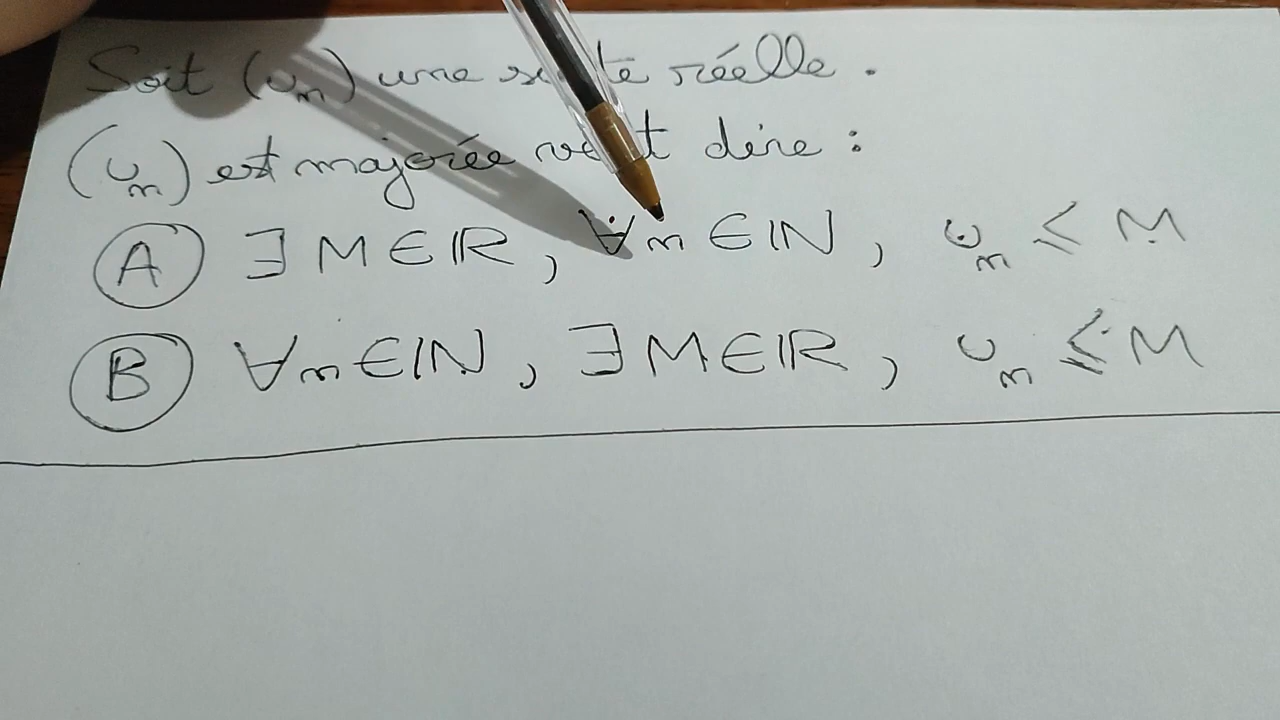 Soit (un) une suite réelle.
(un) est majorée veut dire :
A ∃ M ∈ ℝ, ∀n ∈ ℕ, un ≤ M
B ∀n ∈ ℕ, ∃ M ∈ ℝ, un ≤ M